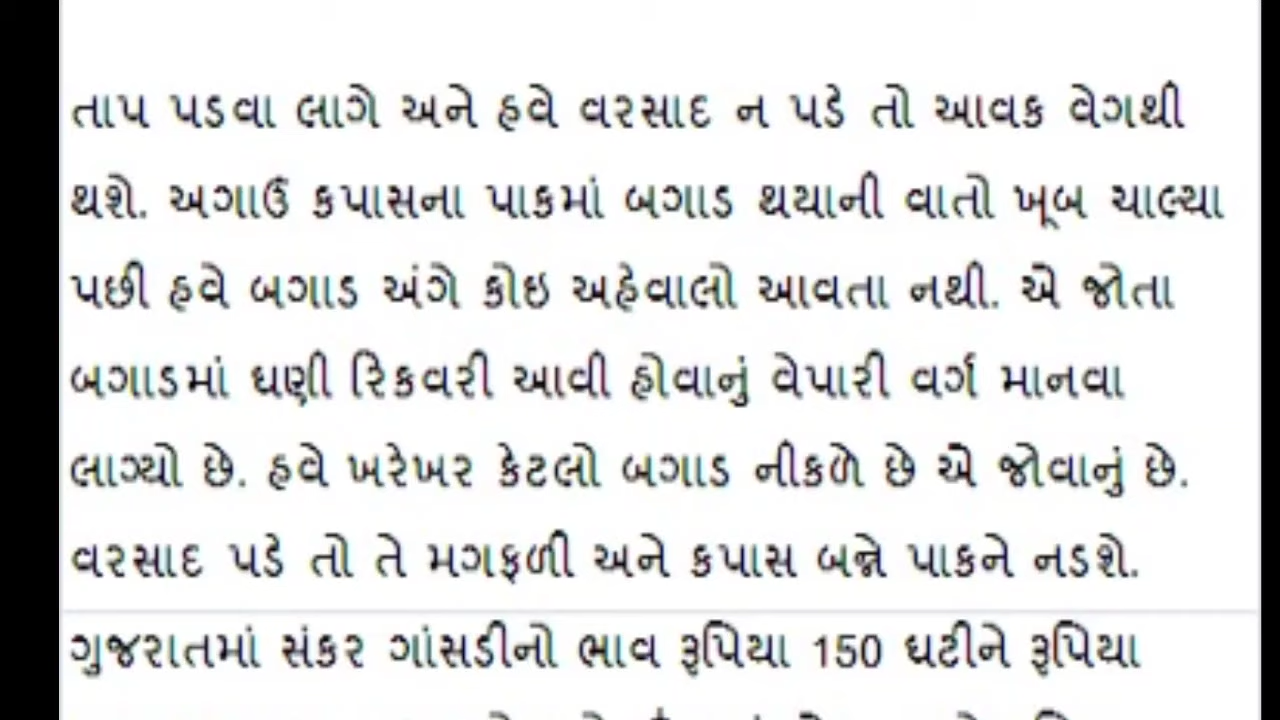 તાપ પડવા લાગે અને હવે વરસાદ ન પડે તો આવક વેગથી
થશે. અગાઉ કપાસના પાકમાં બગાડ થયાની વાતો ખૂબ ચાલ્યા
પછી હવે બગાડ અંગે કોઇ અહેવાલો આવતા નથી. એ જોતા
બગાડમાં ઘણી રિકવરી આવી હોવાનું વેપારી વર્ગ માનવા
લાગ્યો છે. હવે ખરેખર કેટલો બગાડ નીકળે છે એ જોવાનું છે.
વરસાદ પડે તો તે મગફળી અને કપાસ બન્ને પાકને નડશે.
ગુજરાતમાં સંકર ગાંસડીનો ભાવ રૂપિયા 150 ઘટીને રૂપિયા